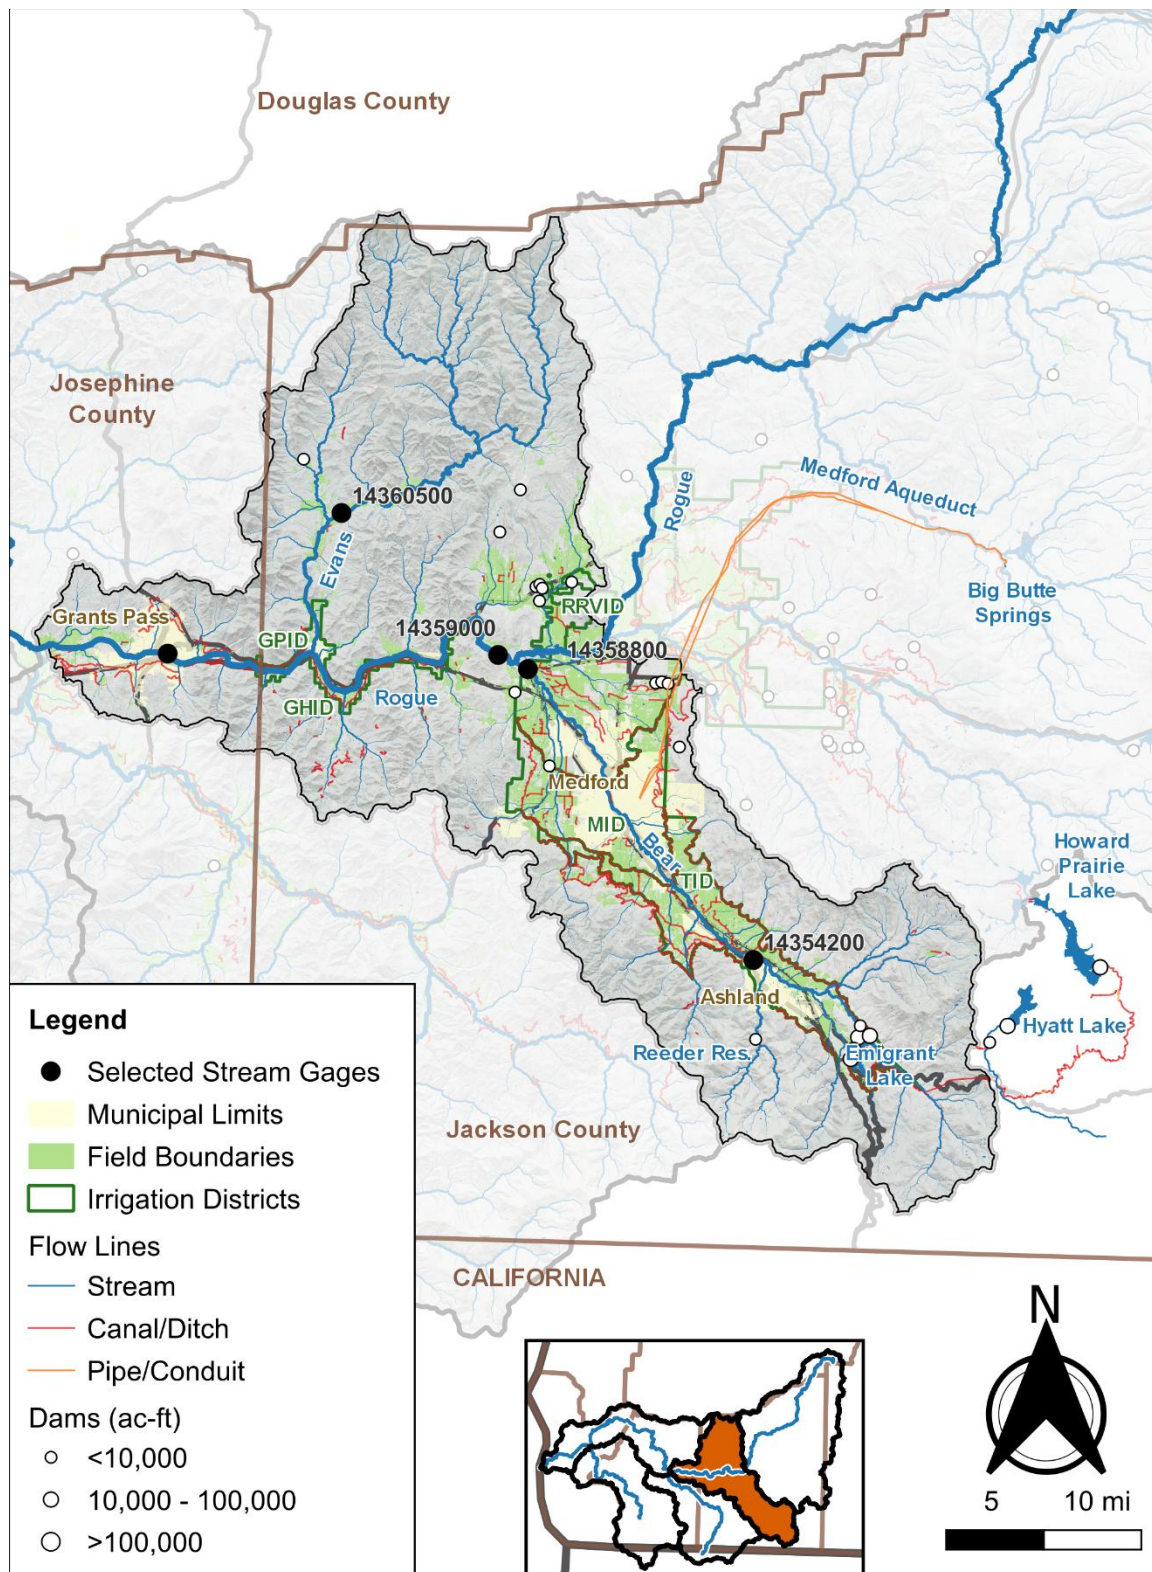 Douglas County
Josephine
County
Medford Aqueduct
Rogue
14360500
Evans
Big Butte
Springs
Grants Pass
RRVID
14359000
GPID
14358800
GHID
Rogue
Medford
MID
Bear
TID
Howard
Prairie
Lake
14354200
Ashland
Hyatt Lake
Reeder Res.
Emigrant
Lake
Jackson County
CALIFORNIA
Legend
Selected Stream Gages
Municipal Limits
Field Boundaries
Irrigation Districts
Flow Lines
Stream
Canal/Ditch
Pipe/Conduit
Dams (ac-ft)
<10,000
10,000 - 100,000
>100,000
N
5 10 mi